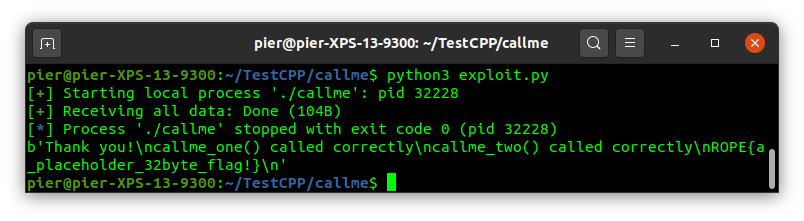 pier@pier-XPS-13-9300: ~/TestCPP/callme
pier@pier-XPS-13-9300:~/TestCPP/callme$ python3 exploit.py
[+] Starting local process './callme': pid 32228
[+] Receiving all data: Done (104B)
[*] Process './callme' stopped with exit code 0 (pid 32228)
b'Thank you!\ncallme_one() called correctly\ncallme_two() called correctly\nROPE{a
_placeholder_32byte_flag!}\n'
pier@pier-XPS-13-9300:~/TestCPP/callme$